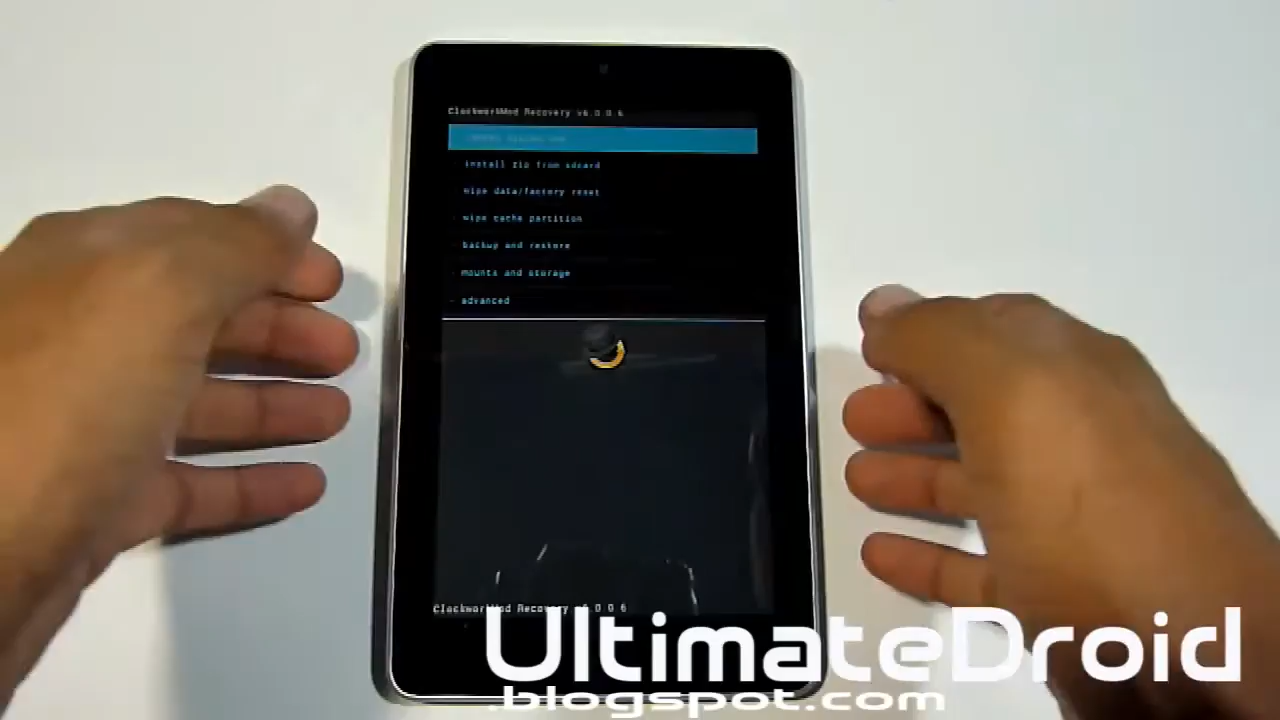 ClockworkMod Recovery v6.0.0.6
- install zip from sdcard
- wipe data/factory reset
- wipe cache partition
- backup and restore
- mounts and storage
- advanced
ClockworkMod Recovery v6.0.0.6
UltimateDroid
.blogspot.com